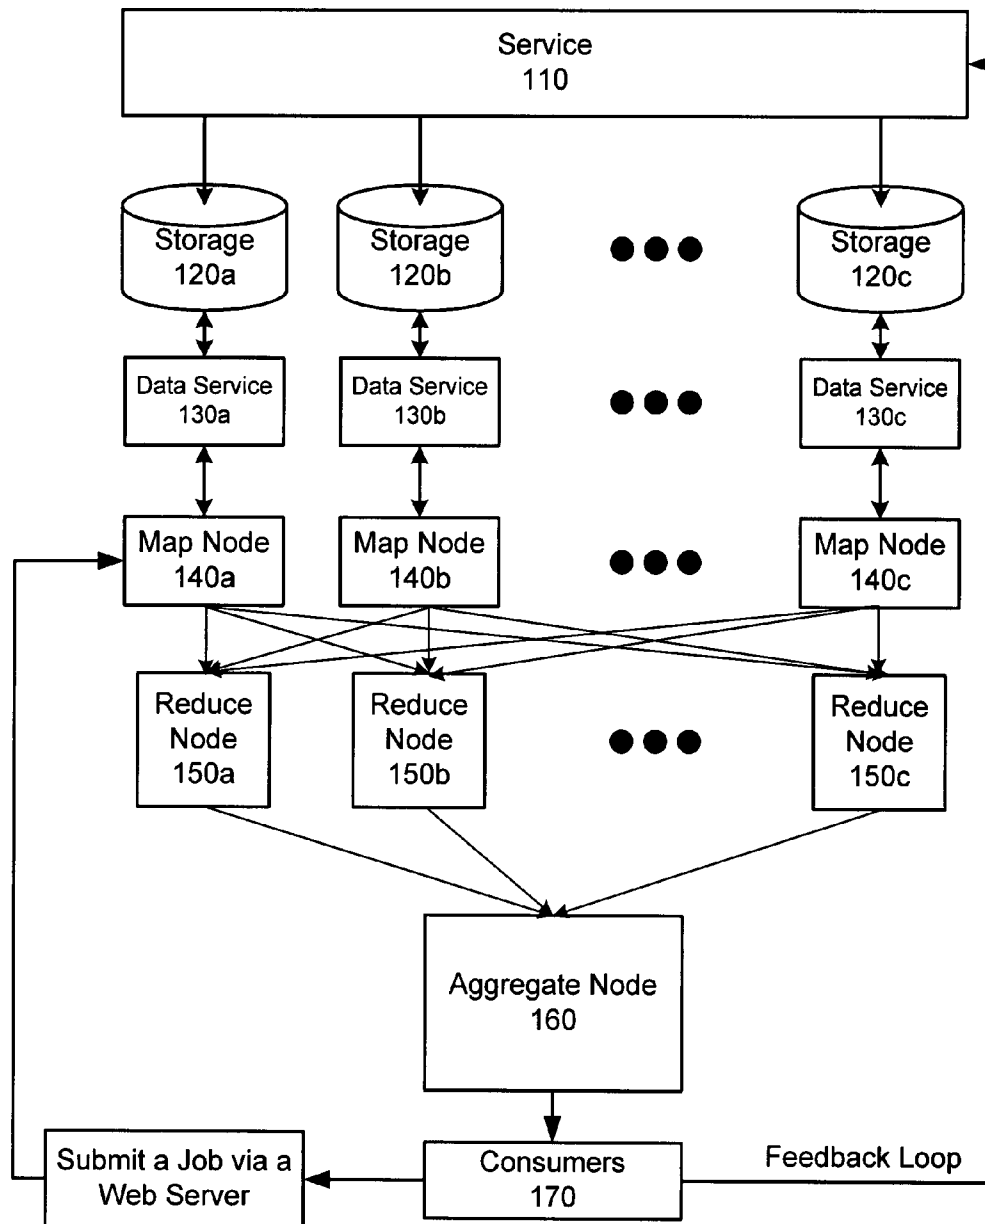 Service
110
Storage
120a
Storage
120b
Storage
120c
Data Service
130a
Data Service
130b
Data Service
130c
Map Node
140a
Map Node
140b
Map Node
140c
Reduce
Node
150a
Reduce
Node
150b
Reduce
Node
150c
Aggregate Node
160
Submit a Job via a
Web Server
Consumers
170
Feedback Loop